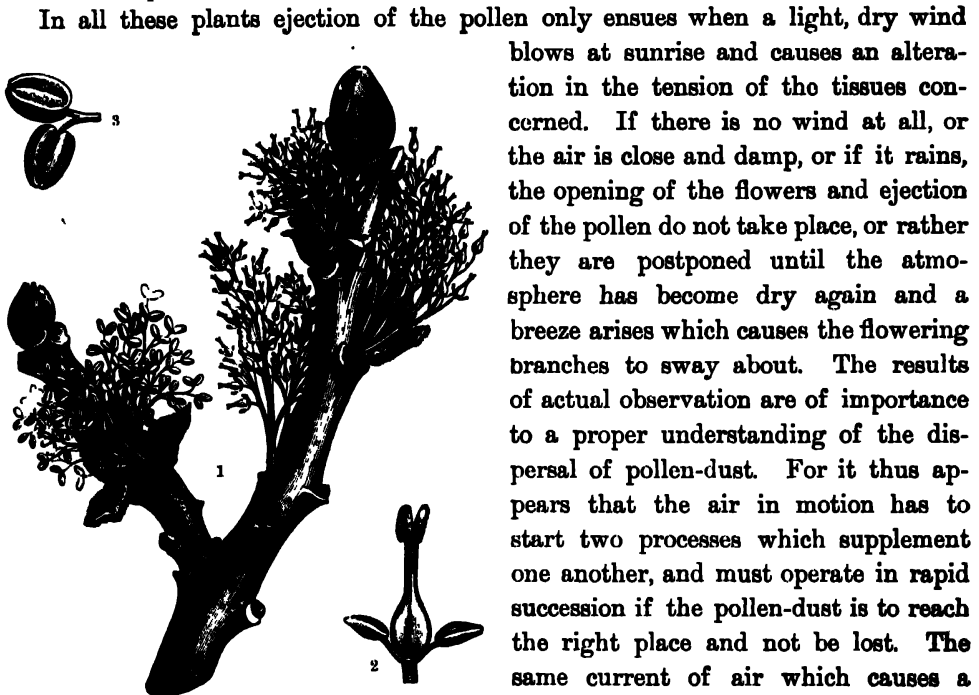 In all these plants ejection of the pollen only ensues when a light, dry wind
blows at sunrise and causes an altera-
tion in the tension of the tissues con-
cerned. If there is no wind at all, or
the air is close and damp, or if it rains,
the opening of the flowers and ejection
of the pollen do not take place, or rather
they are postponed until the atmo-
sphere has become dry again and a
breeze arises which causes the flowering
branches to sway about. The results
of actual observation are of importance
to a proper understanding of the dis-
persal of pollen-dust. For it thus ap-
pears that the air in motion has to
start two processes which supplement
one another, and must operate in rapid
succession if the pollen-dust is to reach
the right place and not be lost. The
same current of air which causes a
3
1
2